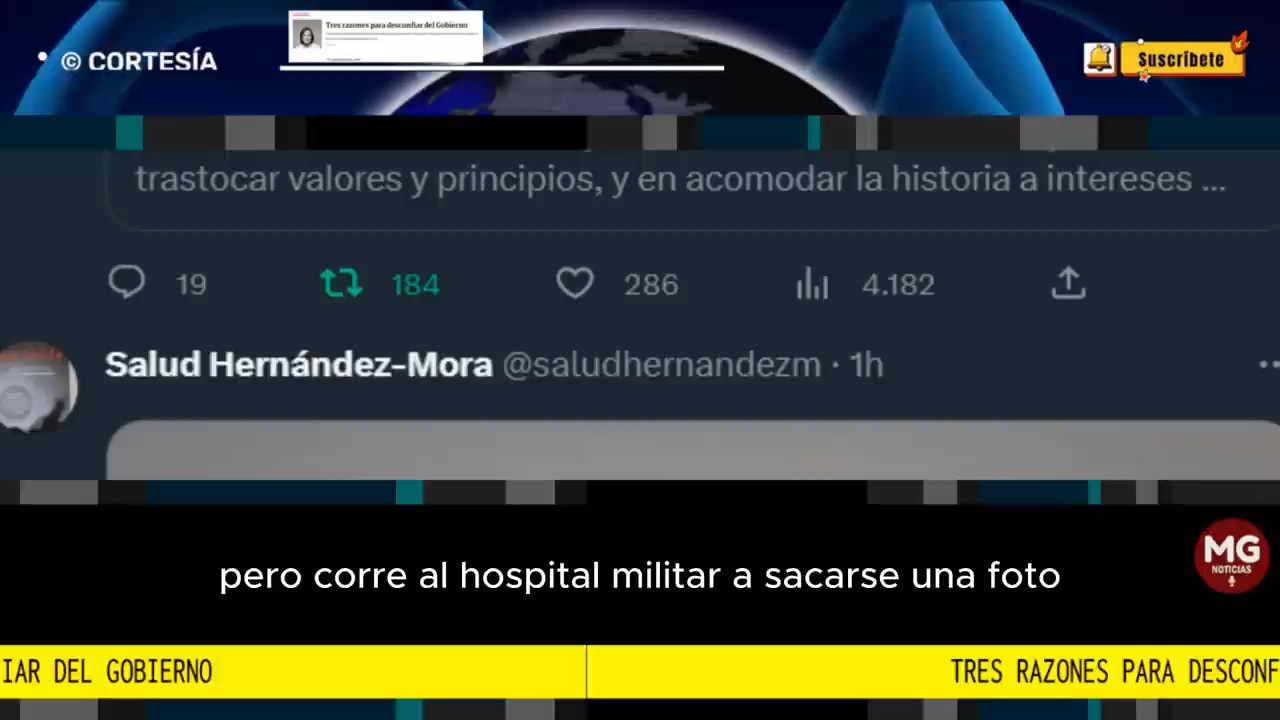 Tres razones para desconfiar del Gobierno
© CORTESÍA
Suscríbete
trastocar valores y principios, y en acomodar la historia a intereses ...
19 184 286 4.182
Salud Hernández-Mora @saludhernandezm · 1h
pero corre al hospital militar a sacarse una foto
MG
NOTICIAS
IAR DEL GOBIERNO
TRES RAZONES PARA DESCONF